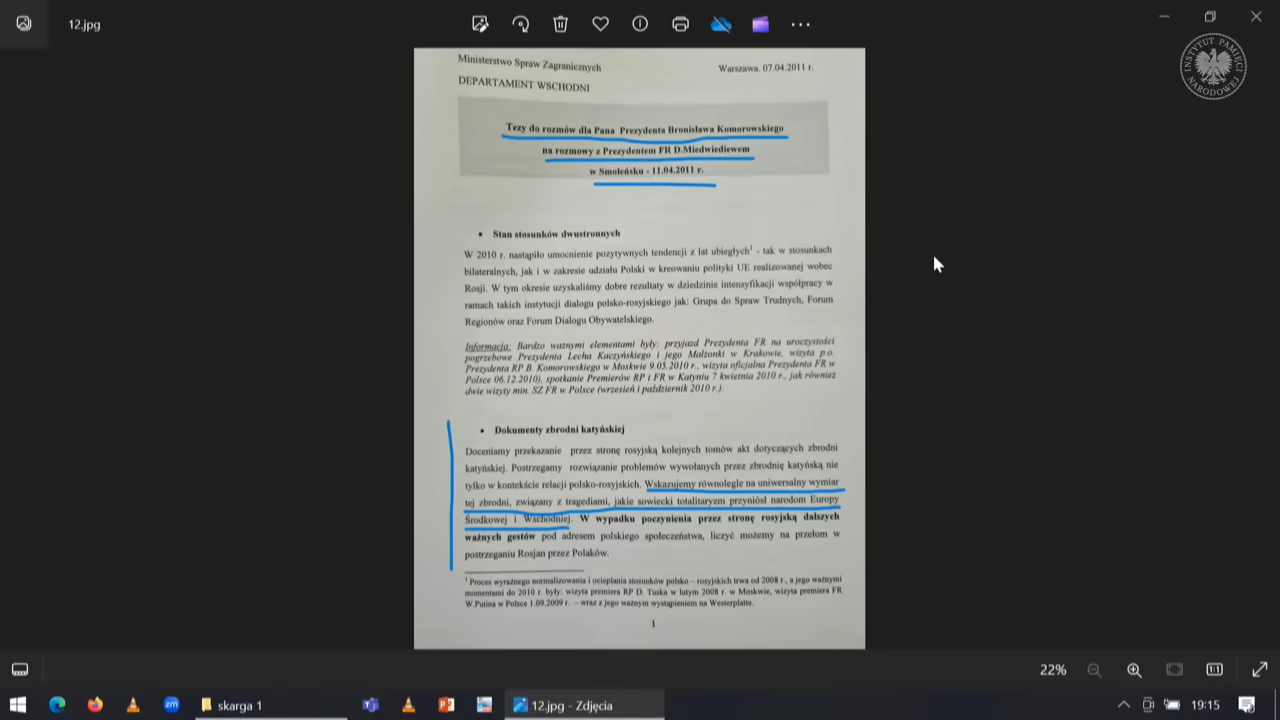 12.jpg
INSTYTUT PAMIĘCI NARODOWEJ
Ministerstwo Spraw Zagranicznych
Warszawa. 07.04.2011 r.
DEPARTAMENT WSCHODNI
Tezy do rozmów dla Pana Prezydenta Bronisława Komorowskiego
na rozmowy z Prezydentem FR D.Miedwiediewem
w Smoleńsku - 11.04.2011 r.
• Stan stosunków dwustronnych
W 2010 r. nastąpiło umocnienie pozytywnych tendencji z lat ubiegłych¹ - tak w stosunkach
bilateralnych, jak i w zakresie udziału Polski w kreowaniu polityki UE realizowanej wobec
Rosji. W tym okresie uzyskaliśmy dobre rezultaty w dziedzinie intensyfikacji współpracy w
ramach takich instytucji dialogu polsko-rosyjskiego jak: Grupa do Spraw Trudnych, Forum
Regionów oraz Forum Dialogu Obywatelskiego.
Informacja: Bardzo ważnymi elementami były: przyjazd Prezydenta FR na uroczystości
pogrzebowe Prezydenta Lecha Kaczyńskiego i jego Małżonki w Krakowie, wizyta p.o.
Prezydenta RP B. Komorowskiego w Moskwie 9.05.2010 r., wizyta oficjalna Prezydenta FR w
Polsce 06.12.2010), spotkanie Premierów RP i FR w Katyniu 7 kwietnia 2010 r., jak również
dwie wizyty min. SZ FR w Polsce (wrzesień i październik 2010 r.).
• Dokumenty zbrodni katyńskiej
Doceniamy przekazanie przez stronę rosyjską kolejnych tomów akt dotyczących zbrodni
katyńskiej. Postrzegamy rozwiązanie problemów wywołanych przez zbrodnię katyńską nie
tylko w kontekście relacji polsko-rosyjskich. Wskazujemy równolegle na uniwersalny wymiar
tej zbrodni, związany z tragediami, jakie sowiecki totalitaryzm przyniósł narodom Europy
Środkowej i Wschodniej. W wypadku poczynienia przez stronę rosyjską dalszych
ważnych gestów pod adresem polskiego społeczeństwa, liczyć możemy na przełom w
postrzeganiu Rosjan przez Polaków.
¹ Proces wyraźnego normalizowania i ocieplania stosunków polsko – rosyjskich trwa od 2008 r., a jego ważnymi
momentami do 2010 r. były: wizyta premiera RP D. Tuska w lutym 2008 r. w Moskwie, wizyta premiera FR
W.Putina w Polsce 1.09.2009 r. – wraz z jego ważnym wystąpieniem na Westerplatte.
1
22%
skarga 1
12.jpg - Zdjęcia
19:15